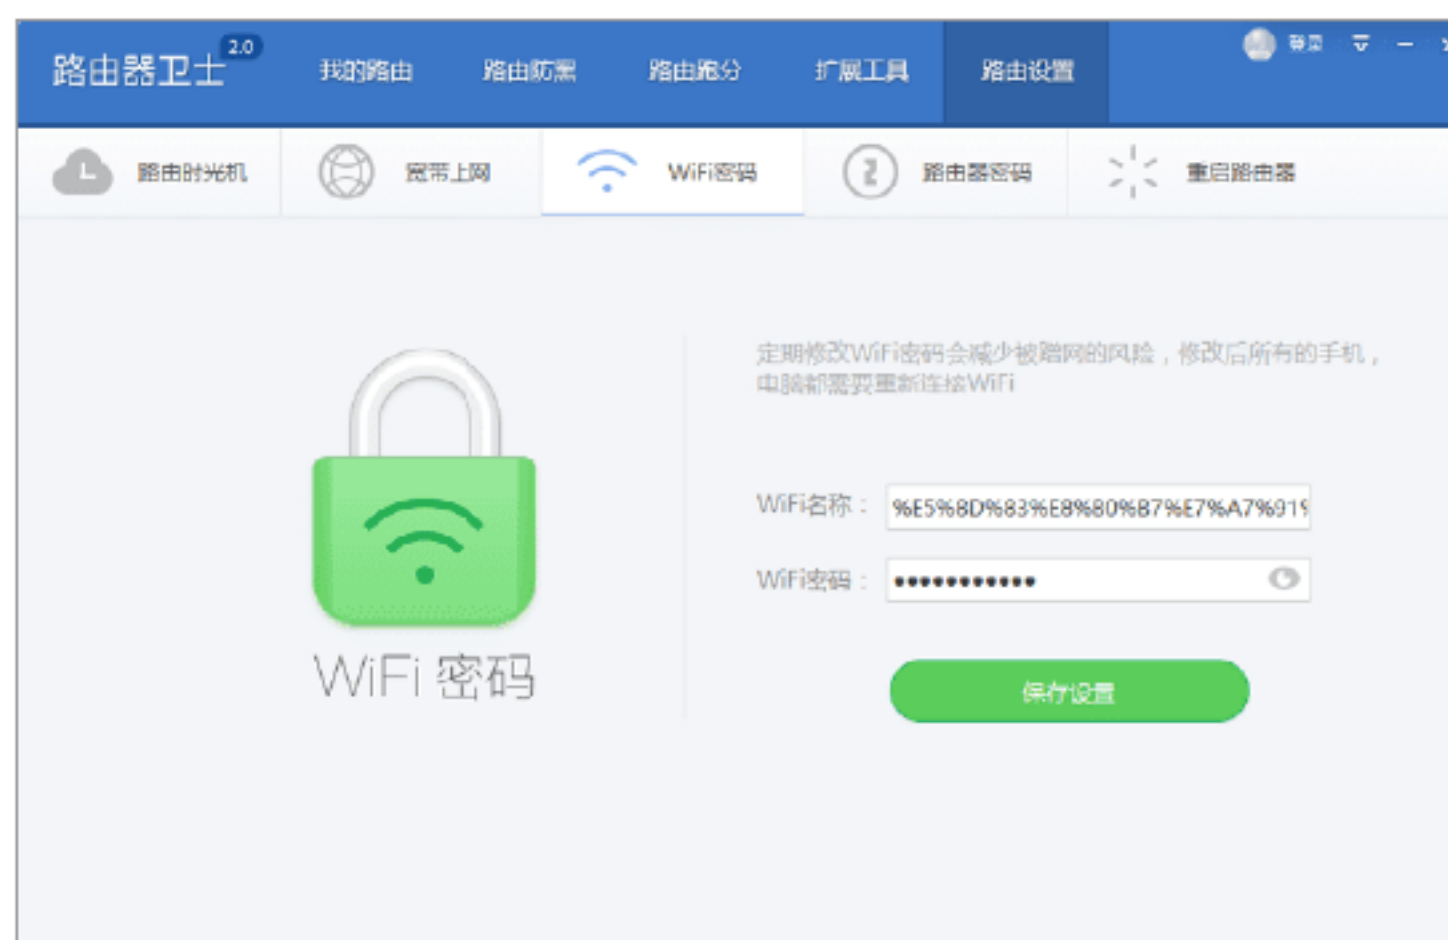 路由器卫士 2.0
我的路由 路由防黑 路由跑分 扩展工具 路由设置 登录
路由时光机 宽带上网 WiFi密码 路由器密码 重启路由器
定期修改WiFi密码会减少被蹭网的风险，修改后所有的手机，
电脑都需要重新连接WiFi
WiFi名称： %E5%8D%83%E8%80%B7%E7%A7%919
WiFi密码： •••••••••••
WiFi 密码
保存设置